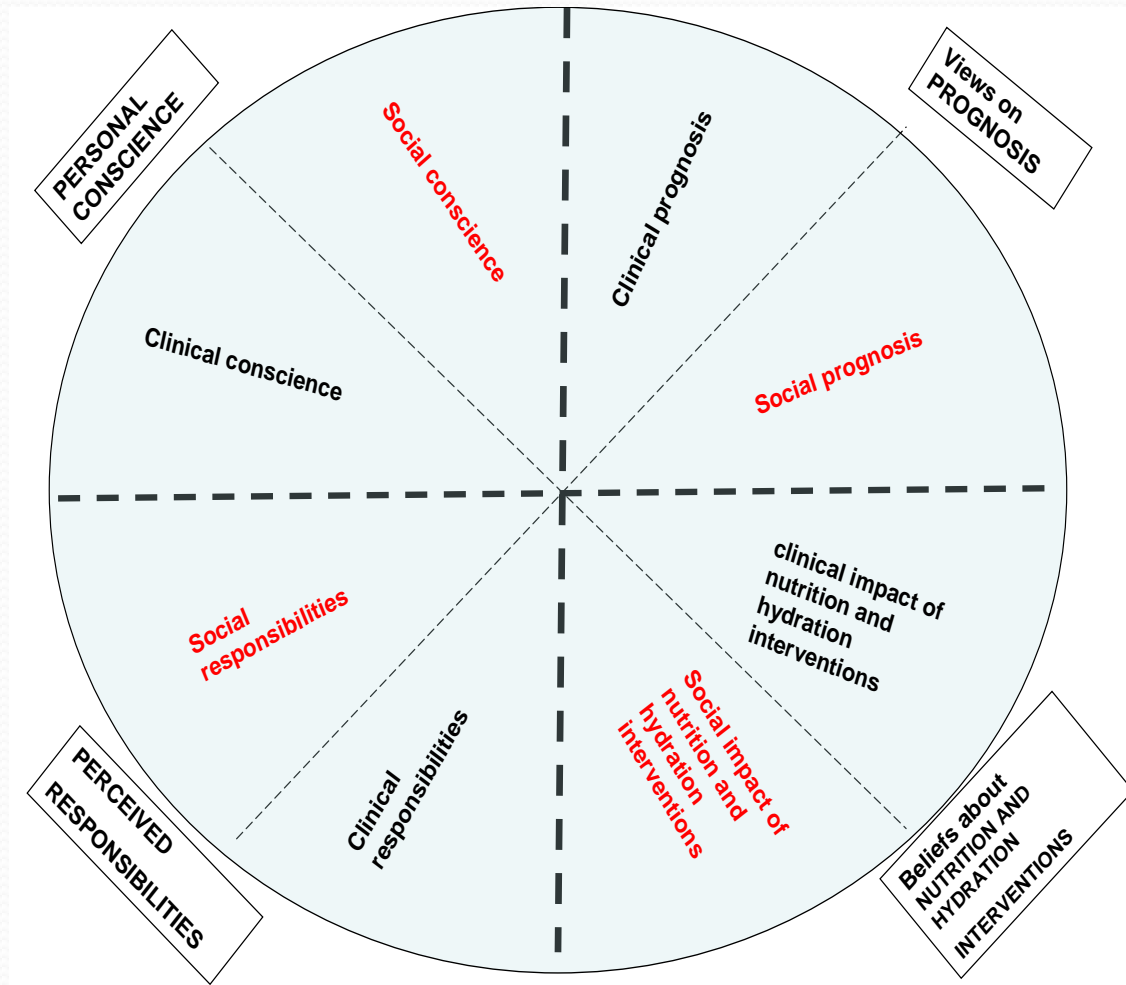 PERSONAL
CONSCIENCE
Views on
PROGNOSIS
Social conscience
Clinical prognosis
Clinical conscience
Social prognosis
Social
responsibilities
clinical impact of
nutrition and
hydration
interventions
Clinical
responsibilities
Social impact of
nutrition and
hydration
interventions
PERCEIVED
RESPONSIBILITIES
Beliefs about
NUTRITION AND
HYDRATION
INTERVENTIONS